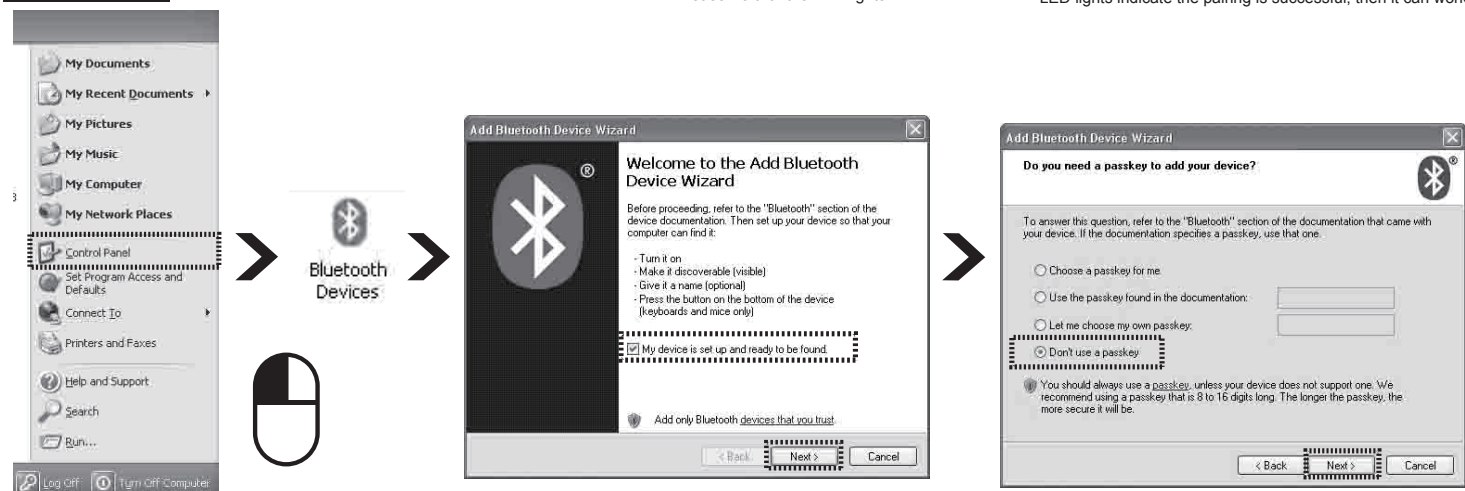 LED lights indicate the pairing is successful, then it can
My Documents
My Recent Documents
My Pictures
My Music
My Computer
My Network Places
Control Panel
Set Program Access and
Defaults
Connect To
Printers and Faxes
Help and Support
Search
Run...
Log Off Turn Off Computer
Bluetooth
Devices
Add Bluetooth Device Wizard
Welcome to the Add Bluetooth
Device Wizard
Before proceeding, refer to the "Bluetooth" section of the
device documentation. Then set up your device so that your
computer can find it:
- Turn it on
- Make it discoverable (visible)
- Give it a name (optional)
- Press the button on the bottom of the device
(keyboards and mice only)
My device is set up and ready to be found.
Add only Bluetooth devices that you trust.
< Back Next > Cancel
Add Bluetooth Device Wizard
Do you need a passkey to add your device?
To answer this question, refer to the "Bluetooth" section of the documentation that came with
your device. If the documentation specifies a passkey, use that one.
Choose a passkey for me
Use the passkey found in the documentation:
Let me choose my own passkey:
Don't use a passkey
You should always use a passkey, unless your device does not support one. We
recommend using a passkey that is 8 to 16 digits long. The longer the passkey, the
more secure it will be.
< Back Next > Cancel